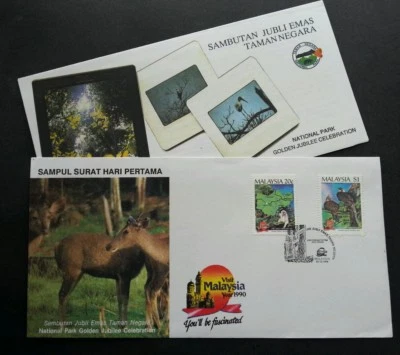 SAMBUTAN JUBLI EMAS
TAMAN NEGARA
NATIONAL PARK
GOLDEN JUBILEE CELEBRATION
SAMPUL SURAT HARI PERTAMA
MALAYSIA 20¢
MALAYSIA $1
Visit
Malaysia
Year 1990
You'll be fascinated.
Sambutan Jubli Emas Taman Negara
National Park Golden Jubilee Celebration